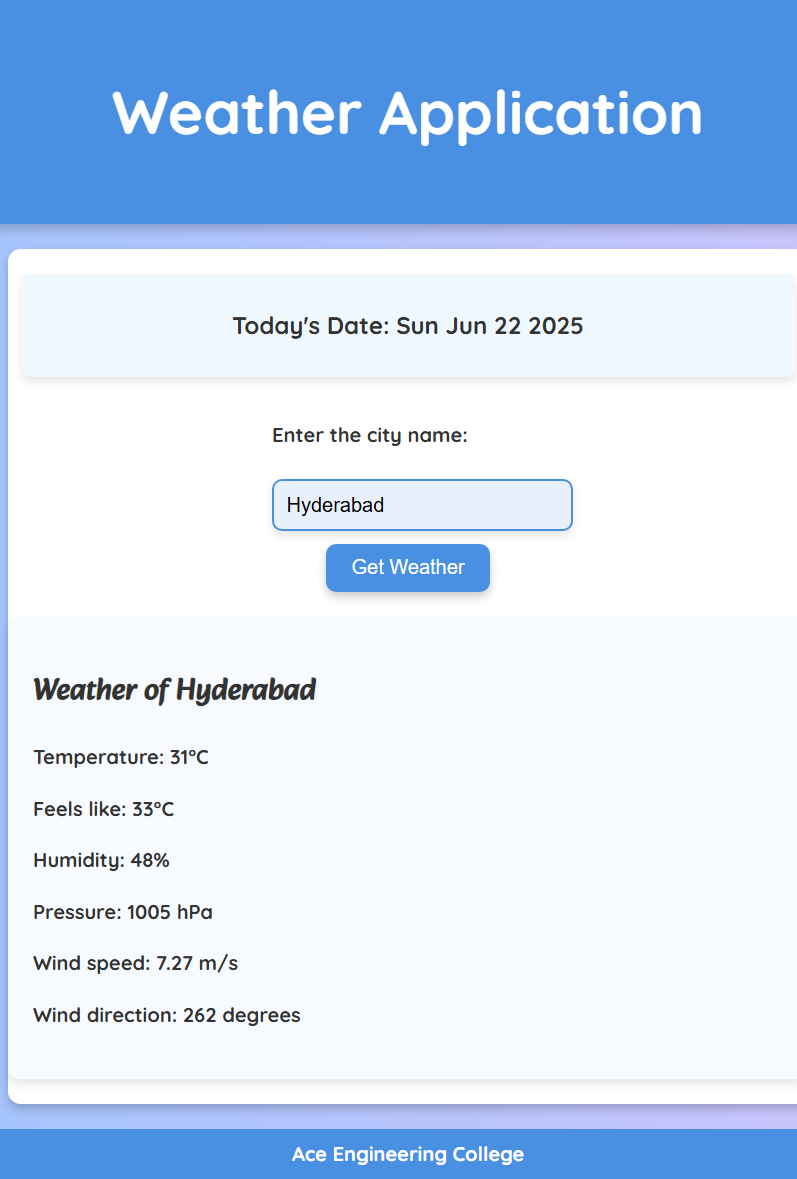 Weather Application
Today's Date: Sun Jun 22 2025
Enter the city name:
Hyderabad
Get Weather
Weather of Hyderabad
Temperature: 31°C
Feels like: 33°C
Humidity: 48%
Pressure: 1005 hPa
Wind speed: 7.27 m/s
Wind direction: 262 degrees
Ace Engineering College